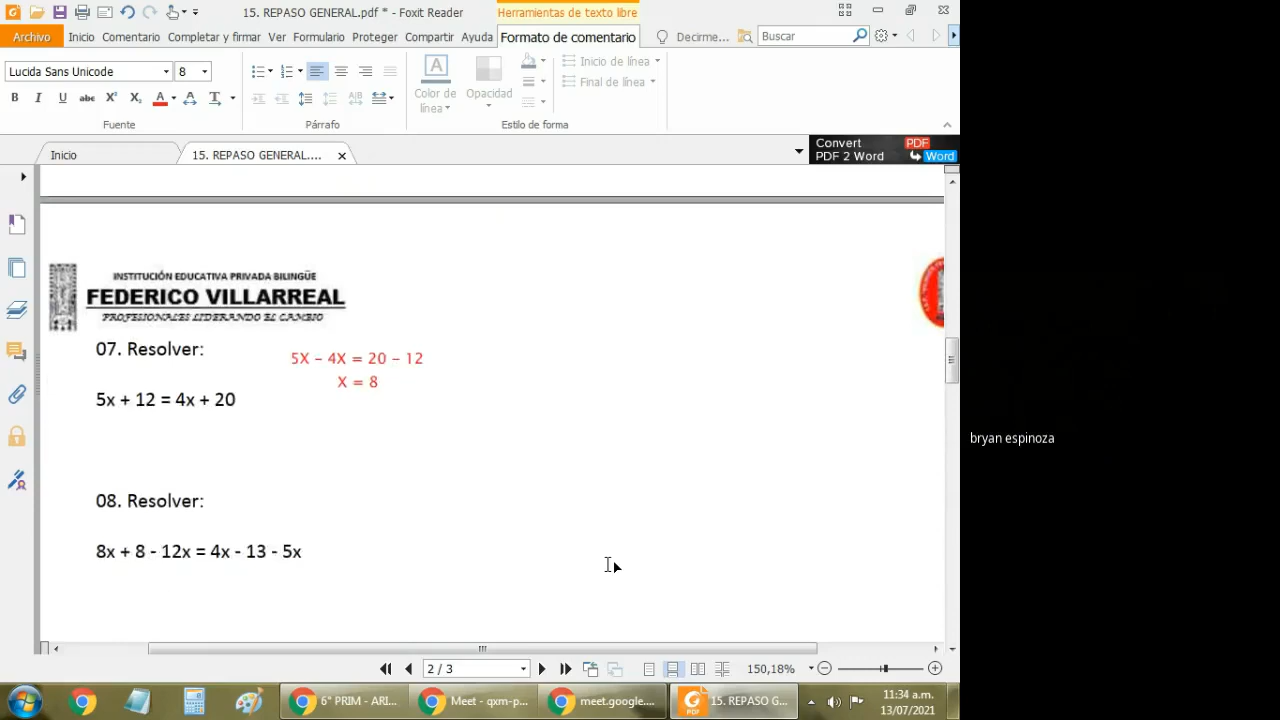 15. REPASO GENERAL.pdf * - Foxit Reader
Herramientas de texto libre
Archivo Inicio Comentario Completar y firmar Ver Formulario Proteger Compartir Ayuda Formato de comentario Decirme... Buscar
Lucida Sans Unicode 8
Color de línea
Opacidad
Inicio de línea
Final de línea
Fuente Párrafo Estilo de forma
Inicio
15. REPASO GENERAL....
Convert PDF
PDF 2 Word Word
INSTITUCIÓN EDUCATIVA PRIVADA BILINGÜE
FEDERICO VILLARREAL
PROFESIONALES LIDERANDO EL CAMBIO
07. Resolver:
5X – 4X = 20 – 12
X = 8
5x + 12 = 4x + 20
bryan espinoza
08. Resolver:
8x + 8 - 12x = 4x - 13 - 5x
2 / 3
150,18%
6° PRIM - ARI...
Meet - qxm-p...
meet.google....
15. REPASO G...
11:34 a.m.
13/07/2021